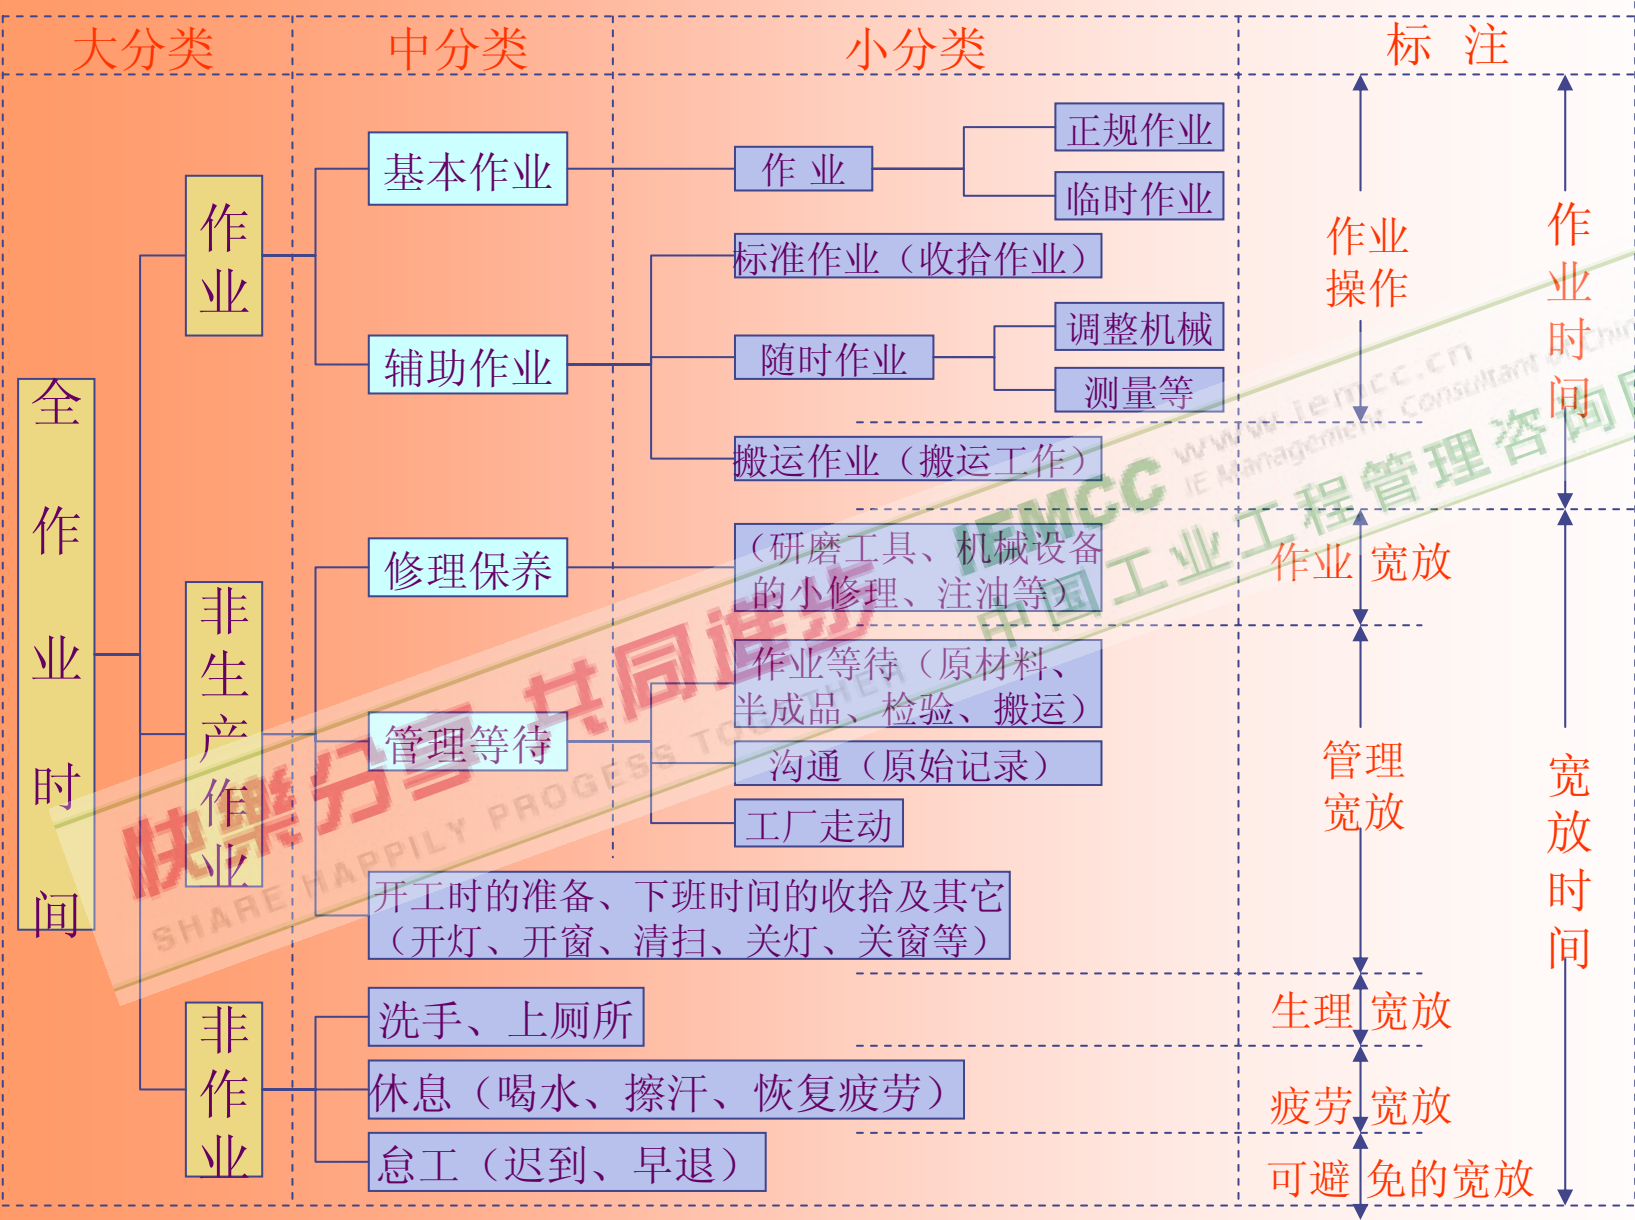 大分类
中分类
小分类
标 注
全作业时间
作业
非生产作业
非作业
基本作业
辅助作业
修理保养
管理等待
作 业
正规作业
临时作业
标准作业（收拾作业）
随时作业
调整机械
测量等
搬运作业（搬运工作）
（研磨工具、机械设备
的小修理、注油等）
作业等待（原材料、
半成品、检验、搬运）
沟通（原始记录）
工厂走动
开工时的准备、下班时间的收拾及其它
（开灯、开窗、清扫、关灯、关窗等）
洗手、上厕所
休息（喝水、擦汗、恢复疲劳）
怠工（迟到、早退）
作业
操作
作业 宽放
管理
宽放
生理 宽放
疲劳 宽放
可避 免的宽放
作业时间
宽放时间
快樂分享 共同進步
SHARE HAPPILY PROGESS TOGETHER
IEMCC
www.iemcc.cn
IE Management Consultant of Chin
中国工业工程管理咨询